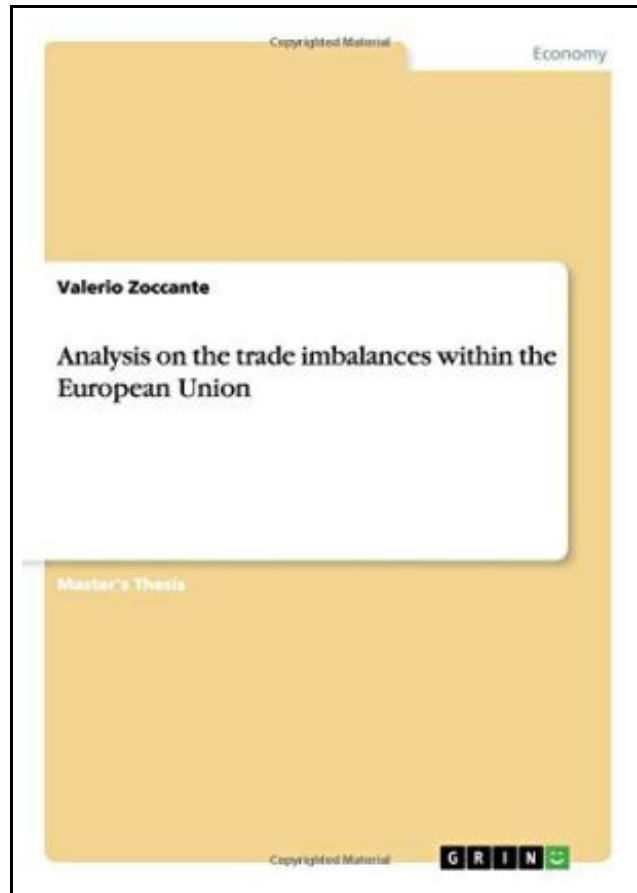 Copyrighted Material
Economy
Valerio Zoccante
Analysis on the trade imbalances within the
European Union
Master's Thesis
Copyrighted Material
GRIN